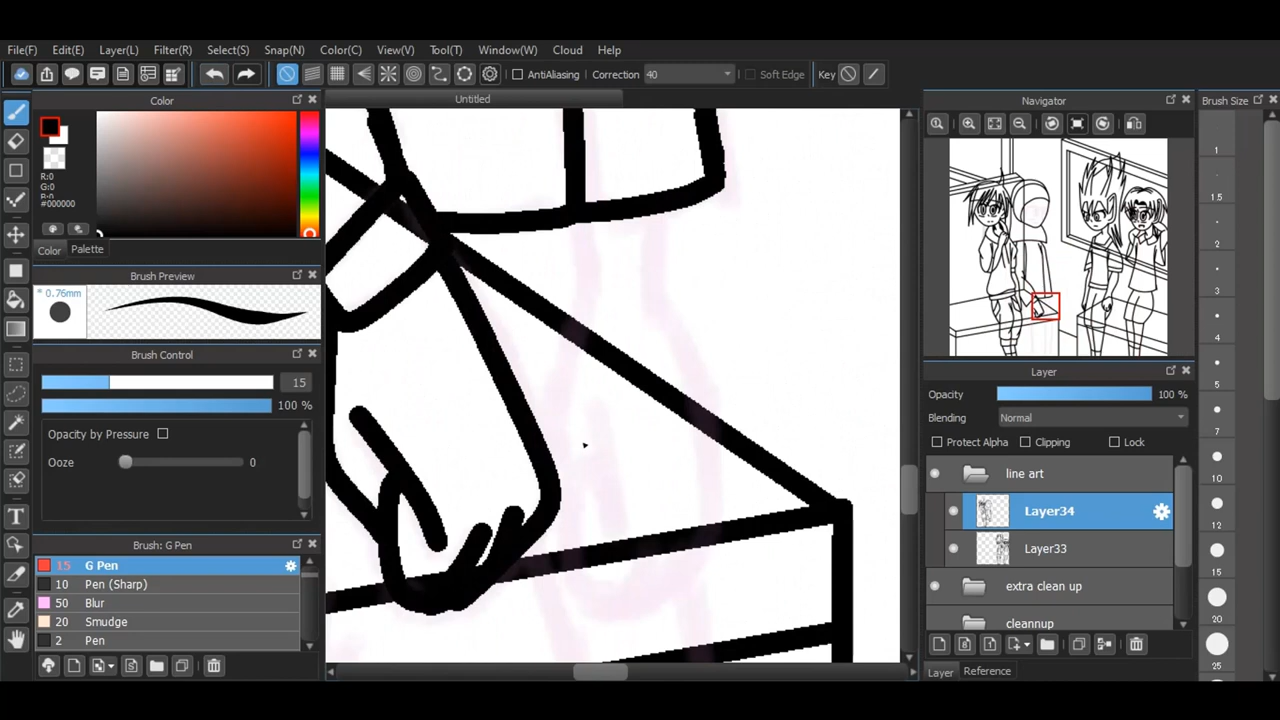 File(F) Edit(E) Layer(L) Filter(R) Select(S) Snap(N) Color(C) View(V) Tool(T) Window(W) Cloud Help
AntiAliasing Correction 40 Soft Edge Key
Color
R:0
G:0
#000000
Color Palette
Brush Preview
* 0.76mm
Brush Control
15
100 %
Opacity by Pressure
Ooze 0
Brush: G Pen
15 G Pen
10 Pen (Sharp)
50 Blur
20 Smudge
2 Pen
Untitled
Navigator
Layer
Opacity 100 %
Blending Normal
Protect Alpha Clipping Lock
line art
Layer34
Layer33
extra clean up
cleannup
Layer Reference
Brush Size
1
1.5
2
3
4
5
7
10
12
15
20
25